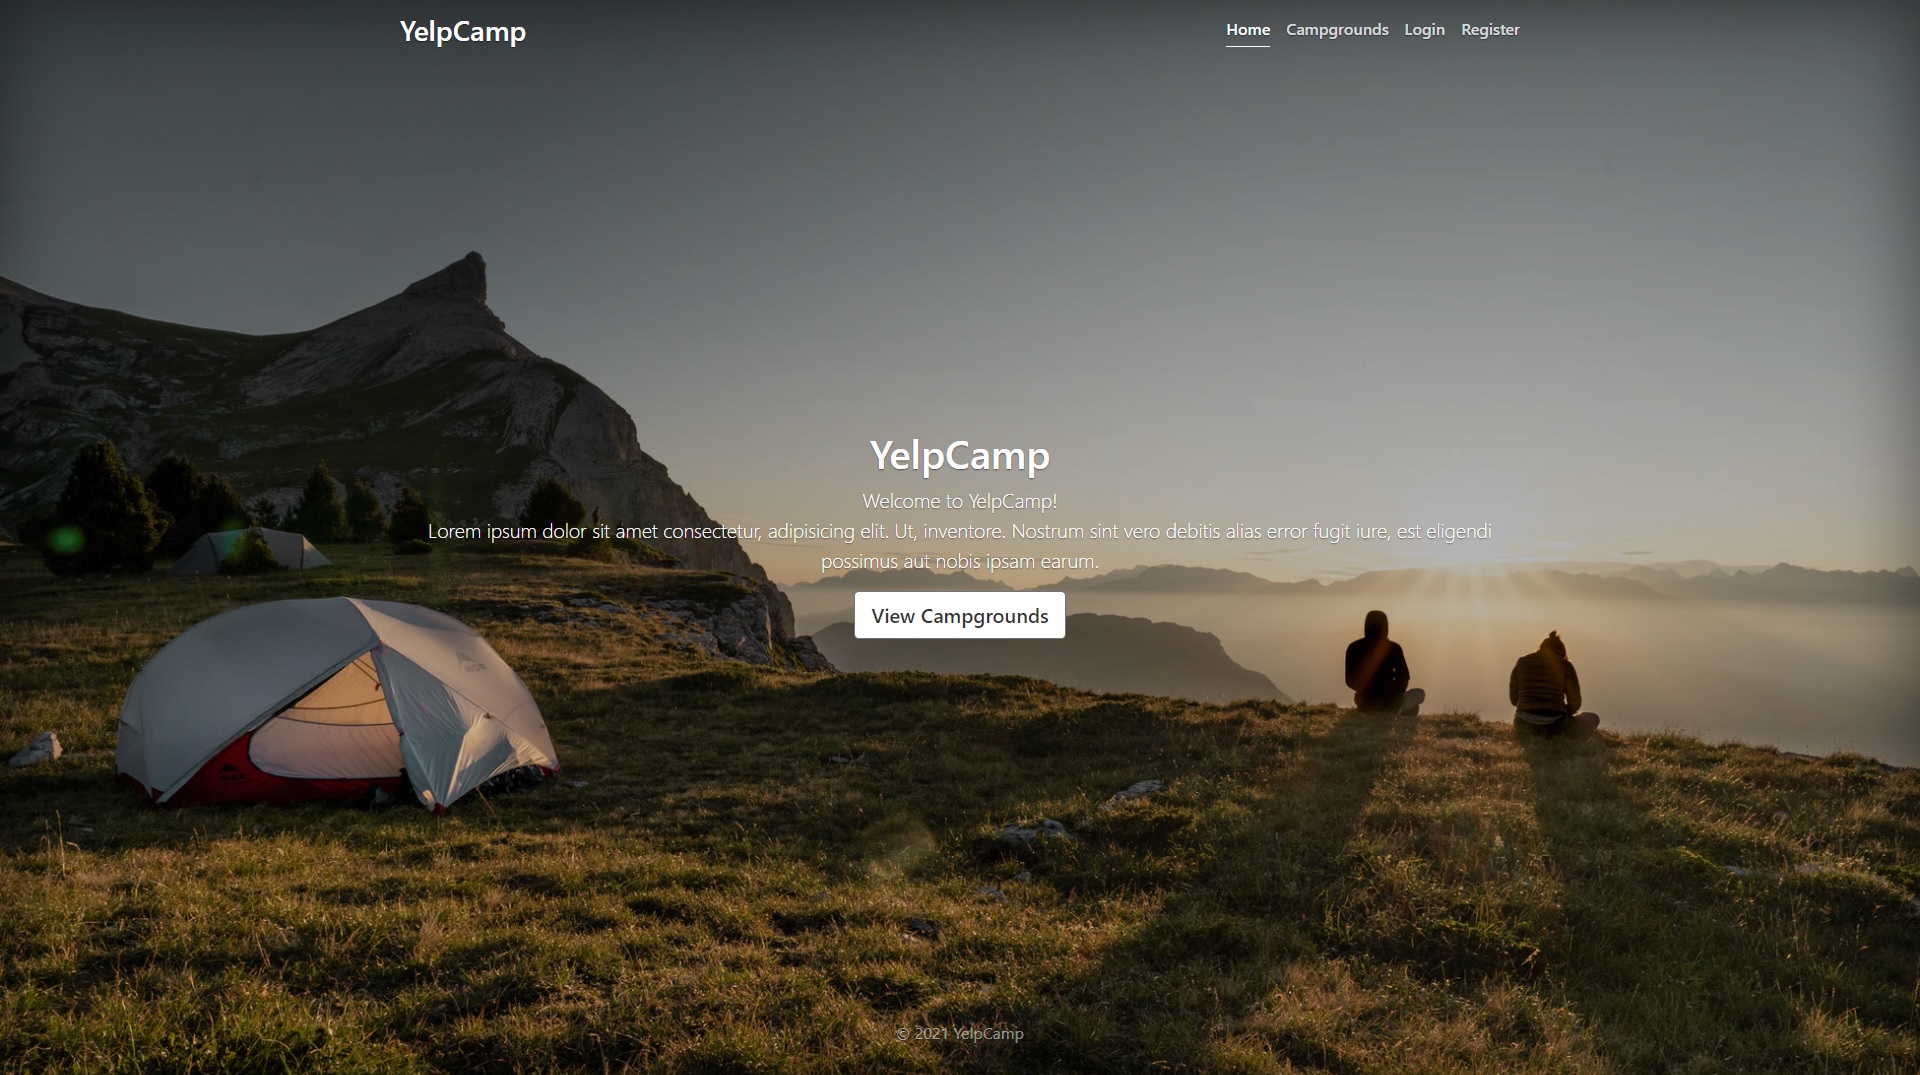 YelpCamp
Home Campgrounds Login Register
YelpCamp
Welcome to YelpCamp!
Lorem ipsum dolor sit amet consectetur, adipisicing elit. Ut, inventore. Nostrum sint vero debitis alias error fugit iure, est eligendi
possimus aut nobis ipsam earum.
View Campgrounds
MSR
MSR
© 2021 YelpCamp